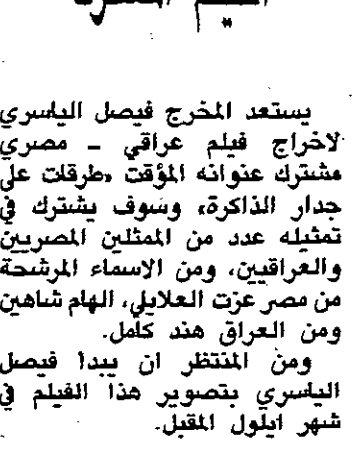 يستعد المخرج فيصل الياسري
لاخراج فيلم عراقي - مصري
مشترك عنوانه المؤقت «طرقات على
جدار الذاكرة» وسوف يشترك في
تمثيله عدد من الممثلين المصريين
والعراقيين، ومن الاسماء المرشحة
من مصر عزت العلايلي، الهام شاهين
ومن العراق هند كامل.
ومن المنتظر ان يبدا فيصل
الياسري بتصوير هذا الفيلم في
شهر ايلول المقبل.